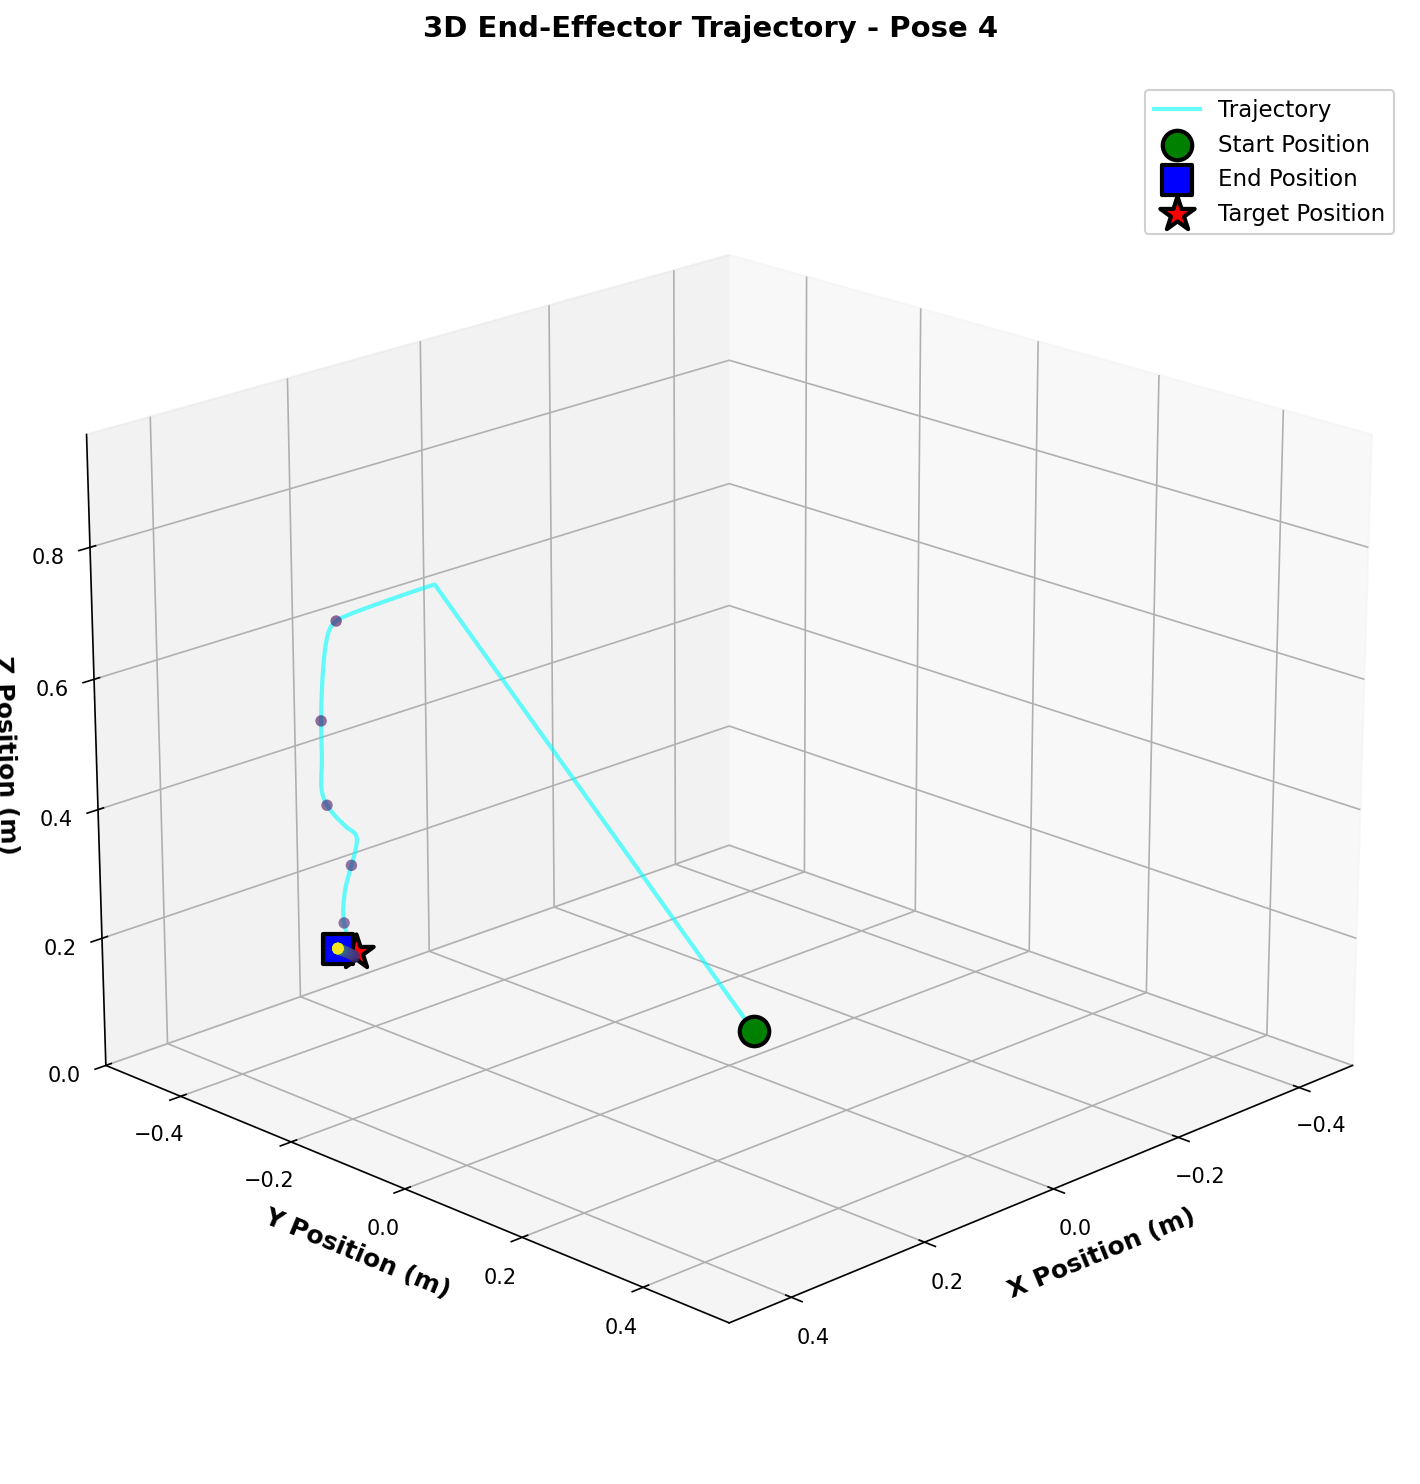 3D End-Effector Trajectory - Pose 4
Trajectory
Start Position
End Position
Target Position
0.8
0.6
0.4
0.2
0.0
Z Position (m)
−0.4
−0.2
0.0
0.2
0.4
Y Position (m)
−0.4
−0.2
0.0
0.2
0.4
X Position (m)